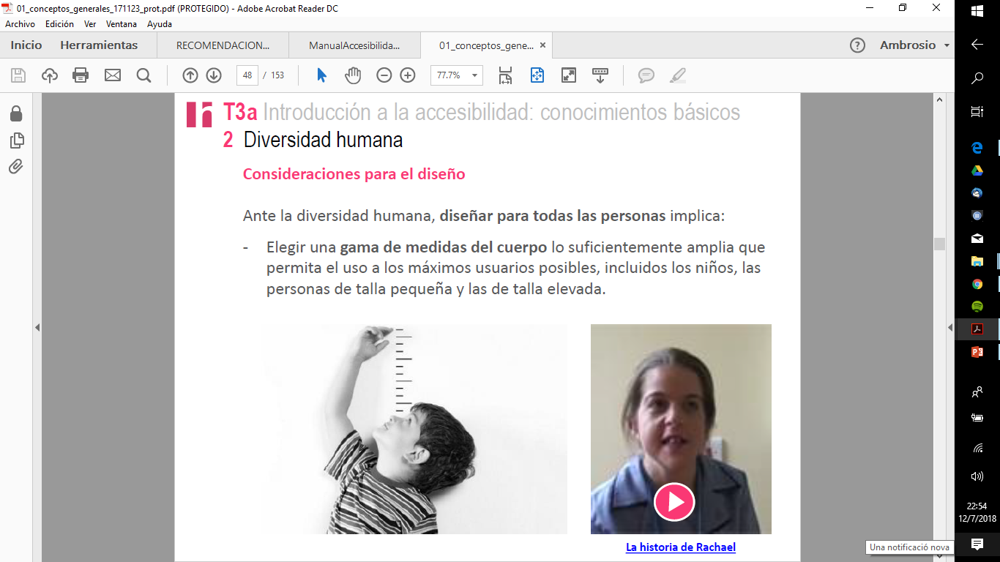 01_conceptos_generales_171123_prot.pdf (PROTEGIDO) - Adobe Acrobat Reader DC
Archivo Edición Ver Ventana Ayuda
Inicio Herramientas RECOMENDACION... ManualAccesibilida... 01_conceptos_gene... × Ambrosio
48 / 153 77.7%
T3a Introducción a la accesibilidad: conocimientos básicos
2 Diversidad humana
Consideraciones para el diseño
Ante la diversidad humana, diseñar para todas las personas implica:
- Elegir una gama de medidas del cuerpo lo suficientemente amplia que
permita el uso a los máximos usuarios posibles, incluidos los niños, las
personas de talla pequeña y las de talla elevada.
La historia de Rachael
22:54
12/7/2018
Una notificació nova